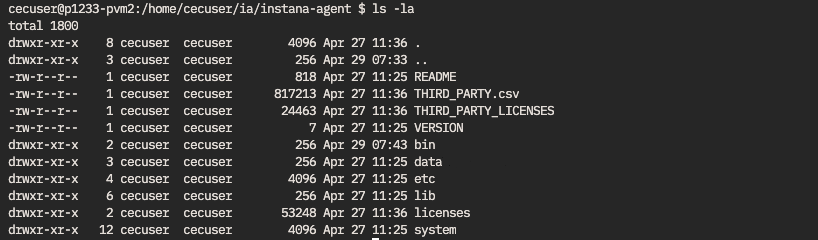 cecuser@p1233-pvm2:/home/cecuser/ia/instana-agent $ ls -la
total 1800
drwxr-xr-x    8 cecuser  cecuser        4096 Apr 27 11:36 .
drwxr-xr-x    3 cecuser  cecuser         256 Apr 29 07:33 ..
-rw-r--r--    1 cecuser  cecuser         818 Apr 27 11:25 README
-rw-r--r--    1 cecuser  cecuser      817213 Apr 27 11:36 THIRD_PARTY.csv
-rw-r--r--    1 cecuser  cecuser       24463 Apr 27 11:36 THIRD_PARTY_LICENSES
-rw-r--r--    1 cecuser  cecuser           7 Apr 27 11:25 VERSION
drwxr-xr-x    2 cecuser  cecuser         256 Apr 29 07:43 bin
drwxr-xr-x    3 cecuser  cecuser         256 Apr 27 11:25 data
drwxr-xr-x    4 cecuser  cecuser        4096 Apr 27 11:25 etc
drwxr-xr-x    6 cecuser  cecuser         256 Apr 27 11:25 lib
drwxr-xr-x    2 cecuser  cecuser       53248 Apr 27 11:36 licenses
drwxr-xr-x   12 cecuser  cecuser        4096 Apr 27 11:25 system